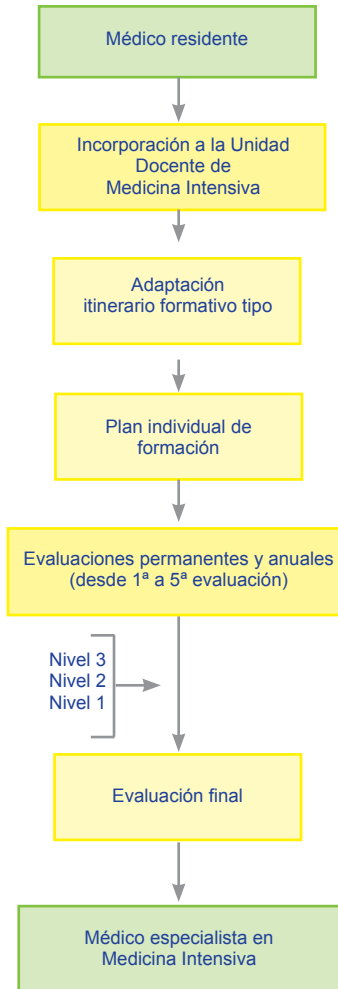 Médico residente
Incorporación a la Unidad
Docente de
Medicina Intensiva
Adaptación
itinerario formativo tipo
Plan individual de
formación
Evaluaciones permanentes y anuales
(desde 1ª a 5ª evaluación)
Nivel 3
Nivel 2
Nivel 1
Evaluación final
Médico especialista en
Medicina Intensiva